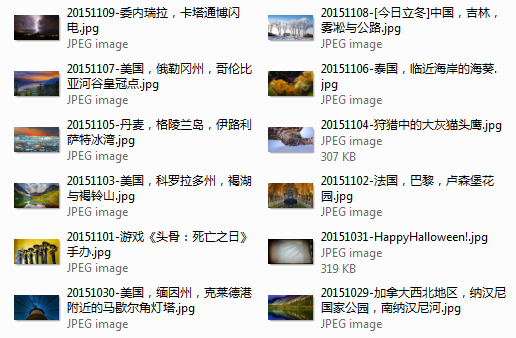 20151109-委内瑞拉，卡塔通博闪
电.jpg
JPEG image
20151108-[今日立冬]中国，吉林，
雾凇与公路.jpg
JPEG image
20151107-美国，俄勒冈州，哥伦比
亚河谷皇冠点.jpg
JPEG image
20151106-泰国，临近海岸的海葵.
jpg
JPEG image
20151105-丹麦，格陵兰岛，伊路利
萨特冰湾.jpg
JPEG image
20151104-狩猎中的大灰猫头鹰.jpg
JPEG image
307 KB
20151103-美国，科罗拉多州，褐湖
与褐铃山.jpg
JPEG image
20151102-法国，巴黎，卢森堡花
园.jpg
JPEG image
20151101-游戏《头骨：死亡之日》
手办.jpg
JPEG image
20151031-HappyHalloween!.jpg
JPEG image
319 KB
20151030-美国，缅因州，克莱德港
附近的马歇尔角灯塔.jpg
JPEG image
20151029-加拿大西北地区，纳汉尼
国家公园，南纳汉尼河.jpg
JPEG image